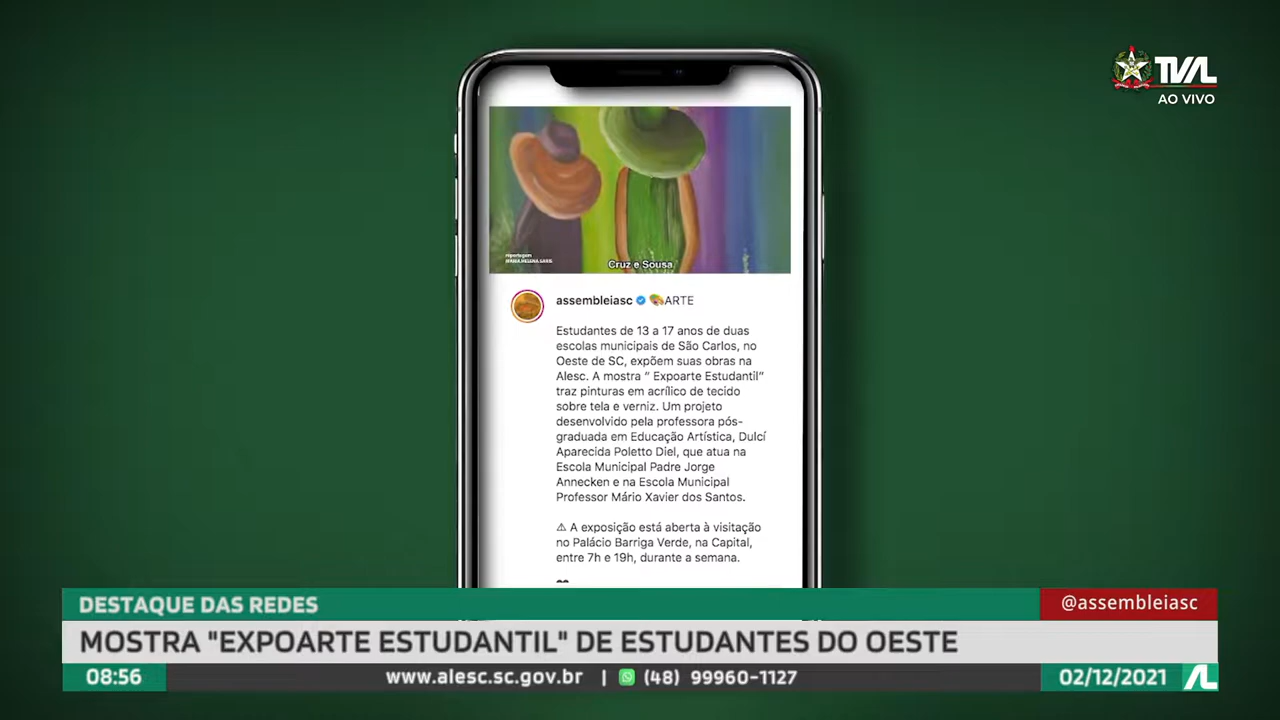 TVAL
AO VIVO
Cruz e Sousa
assembleiasc ARTE
Estudantes de 13 a 17 anos de duas
escolas municipais de São Carlos, no
Oeste de SC, expõem suas obras na
Alesc. A mostra " Expoarte Estudantil"
traz pinturas em acrílico de tecido
sobre tela e verniz. Um projeto
desenvolvido pela professora pós-
graduada em Educação Artística, Dulcí
Aparecida Poletto Diel, que atua na
Escola Municipal Padre Jorge
Annecken e na Escola Municipal
Professor Mário Xavier dos Santos.
⚠ A exposição está aberta à visitação
no Palácio Barriga Verde, na Capital,
entre 7h e 19h, durante a semana.
DESTAQUE DAS REDES
@assembleiasc
MOSTRA "EXPOARTE ESTUDANTIL" DE ESTUDANTES DO OESTE
08:56
www.alesc.sc.gov.br | (48) 99960-1127
02/12/2021
AL